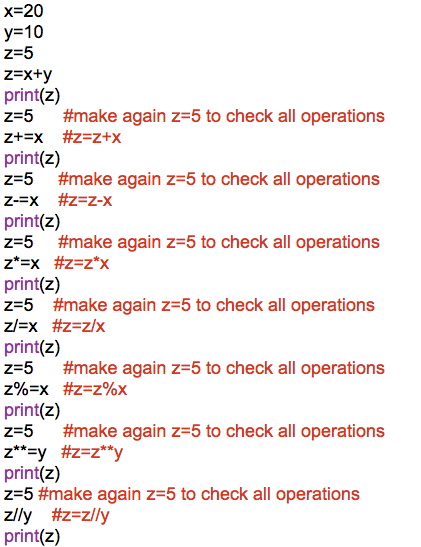 x=20
y=10
z=5
z=x+y
print(z)
z=5 #make again z=5 to check all operations
z+=x #z=z+x
print(z)
z=5 #make again z=5 to check all operations
z-=x #z=z-x
print(z)
z=5 #make again z=5 to check all operations
z*=x #z=z*x
print(z)
z=5 #make again z=5 to check all operations
z/=x #z=z/x
print(z)
z=5 #make again z=5 to check all operations
z%=x #z=z%x
print(z)
z=5 #make again z=5 to check all operations
z**=y #z=z**y
print(z)
z=5 #make again z=5 to check all operations
z//y #z=z//y
print(z)